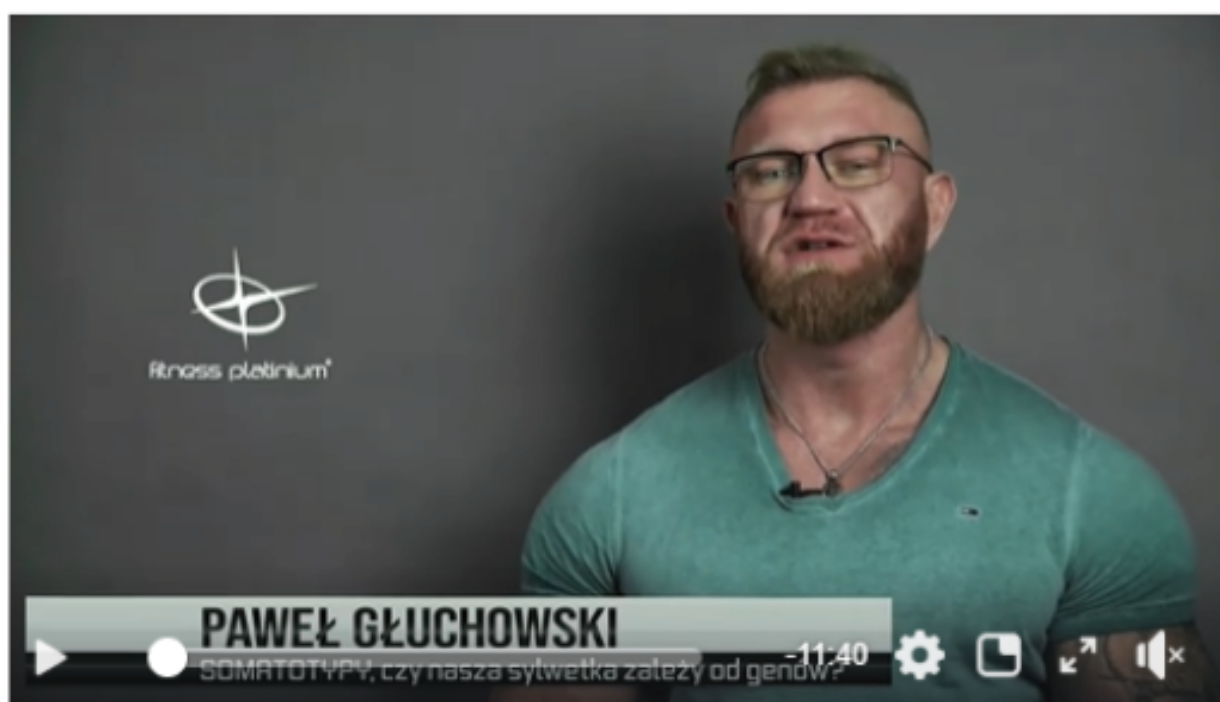 fitness platinium®
PAWEŁ GŁUCHOWSKI
-11:40
SOMATOTYPY, czy nasza sylwetka zależy od genów?